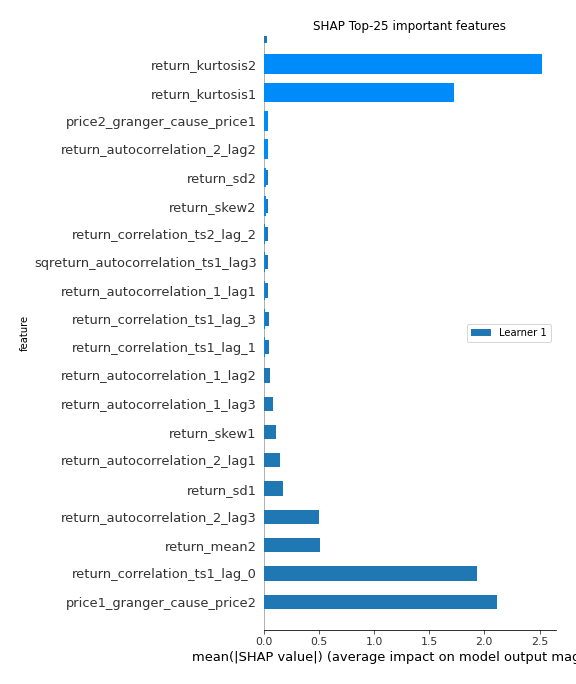 SHAP Top-25 important features
return_kurtosis2
return_kurtosis1
price2_granger_cause_price1
return_autocorrelation_2_lag2
return_sd2
return_skew2
return_correlation_ts2_lag_2
sqreturn_autocorrelation_ts1_lag3
return_autocorrelation_1_lag1
return_correlation_ts1_lag_3
return_correlation_ts1_lag_1
return_autocorrelation_1_lag2
return_autocorrelation_1_lag3
return_skew1
return_autocorrelation_2_lag1
return_sd1
return_autocorrelation_2_lag3
return_mean2
return_correlation_ts1_lag_0
price1_granger_cause_price2
feature
Learner 1
0.0 0.5 1.0 1.5 2.0 2.5
mean(|SHAP value|) (average impact on model output mag